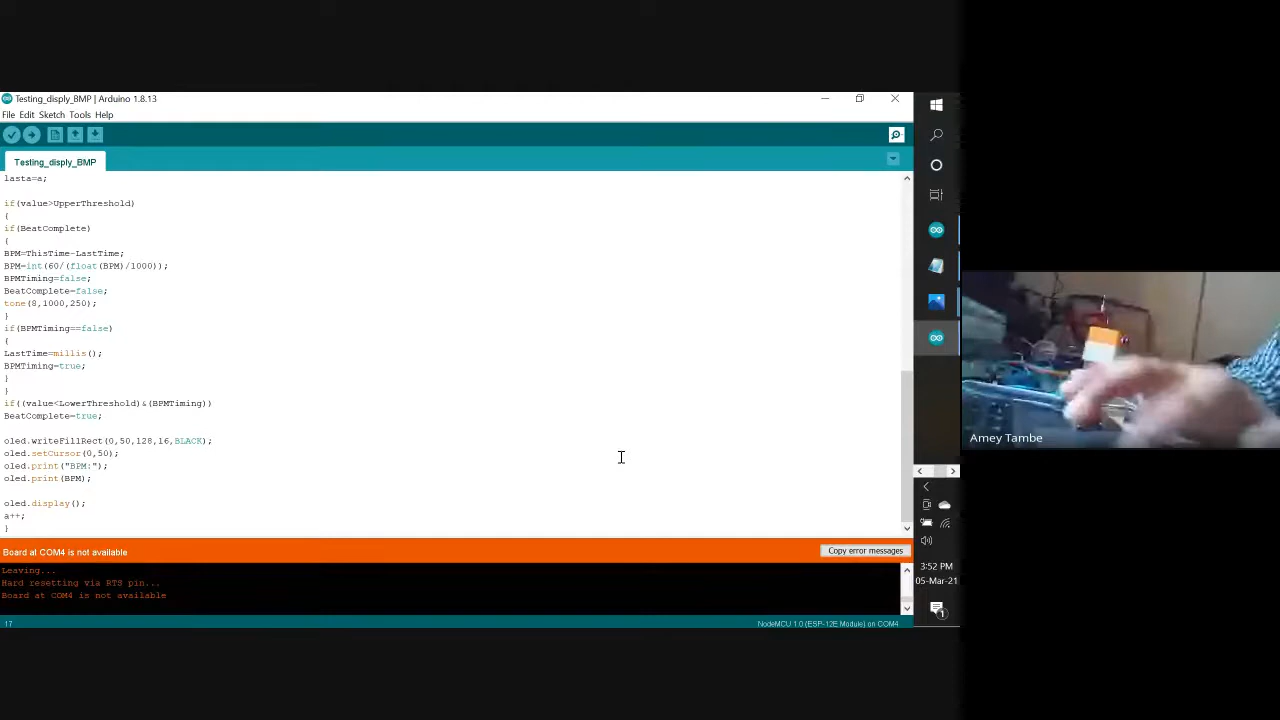 Testing_disply_BMP | Arduino 1.8.13
File Edit Sketch Tools Help
Testing_disply_BMP
lasta=a;
if(value>UpperThreshold)
{
if(BeatComplete)
{
BPM=ThisTime-LastTime;
BPM=int(60/(float(BPM)/1000));
BPMTiming=false;
BeatComplete=false;
tone(8,1000,250);
}
if(BPMTiming==false)
{
LastTime=millis();
BPMTiming=true;
}
}
if((value<LowerThreshold)&(BPMTiming))
BeatComplete=true;
oled.writeFillRect(0,50,128,16,BLACK);
oled.setCursor(0,50);
oled.print("BPM:");
oled.print(BPM);
oled.display();
a++;
}
Board at COM4 is not available
Copy error messages
Leaving...
Hard resetting via RTS pin...
Board at COM4 is not available
17
NodeMCU 1.0 (ESP-12E Module) on COM4
3:52 PM
05-Mar-21
1
Amey Tambe